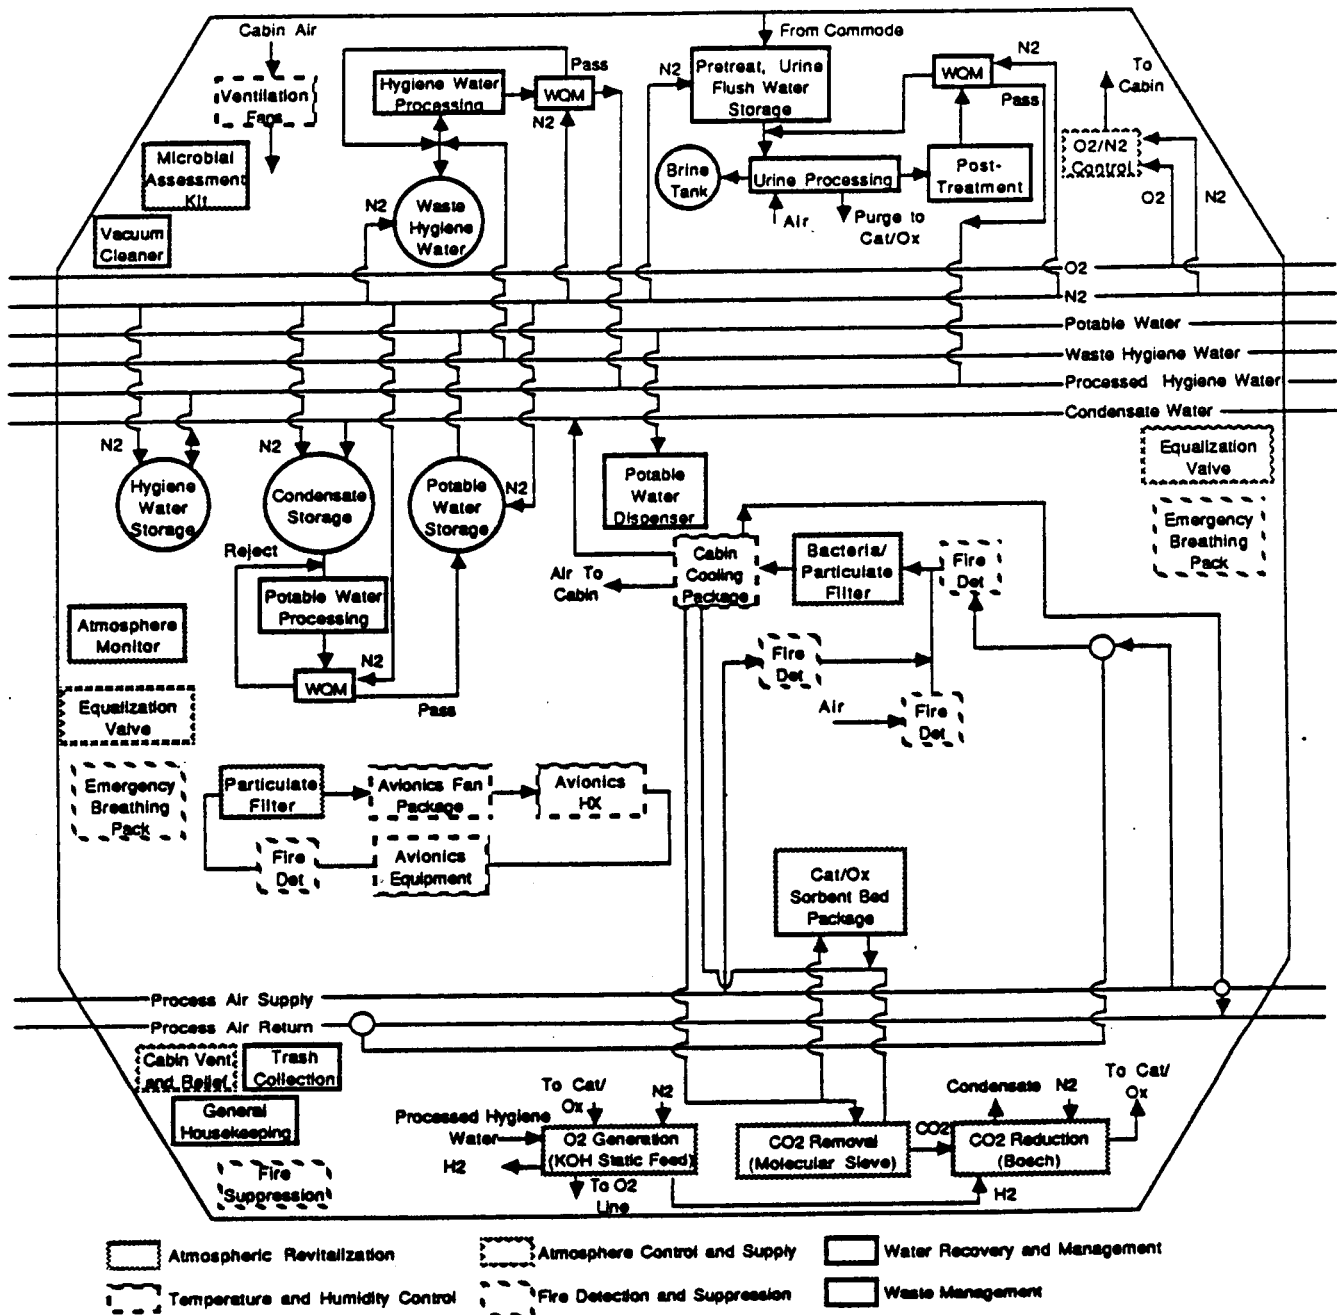 Cabin Air
Ventilation
Fans
Microbial
Assessment
Kit
Vacuum
Cleaner
Hygiene Water
Processing
WQM
Pass
N2
N2
Waste
Hygiene
Water
From Commode
N2
Pretreat, Urine
Flush Water
Storage
Brine
Tank
Urine Processing
Air
Purge to
Cat/Ox
WQM
N2
Pass
Post-
Treatment
To
Cabin
O2/N2
Control
O2
N2
O2
N2
Potable Water
Waste Hygiene Water
Processed Hygiene Water
Condensate Water
N2
Hygiene
Water
Storage
N2
Condensate
Storage
Potable
Water
Storage
N2
Potable
Water
Dispenser
Equalization
Valve
Emergency
Breathing
Pack
Reject
Potable Water
Processing
N2
WQM
Pass
Air To
Cabin
Cabin
Cooling
Package
Bacteria/
Particulate
Filter
Fire
Det
Fire
Det
Air
Fire
Det
Atmosphere
Monitor
Equalization
Valve
Emergency
Breathing
Pack
Particulate
Filter
Avionics Fan
Package
Avionics
HX
Fire
Det
Avionics
Equipment
Cat/Ox
Sorbent Bed
Package
Process Air Supply
Process Air Return
Cabin Vent
and Relief
Trash
Collection
General
Housekeeping
Fire
Suppression
To Cat/
Ox
N2
Processed Hygiene
Water
H2
O2 Generation
(KOH Static Feed)
To O2
Line
CO2 Removal
(Molecular Sieve)
CO2
Condensate
N2
To Cat/
Ox
CO2 Reduction
(Bosch)
H2
Atmospheric Revitalization
Atmosphere Control and Supply
Water Recovery and Management
Temperature and Humidity Control
Fire Detection and Suppression
Waste Management